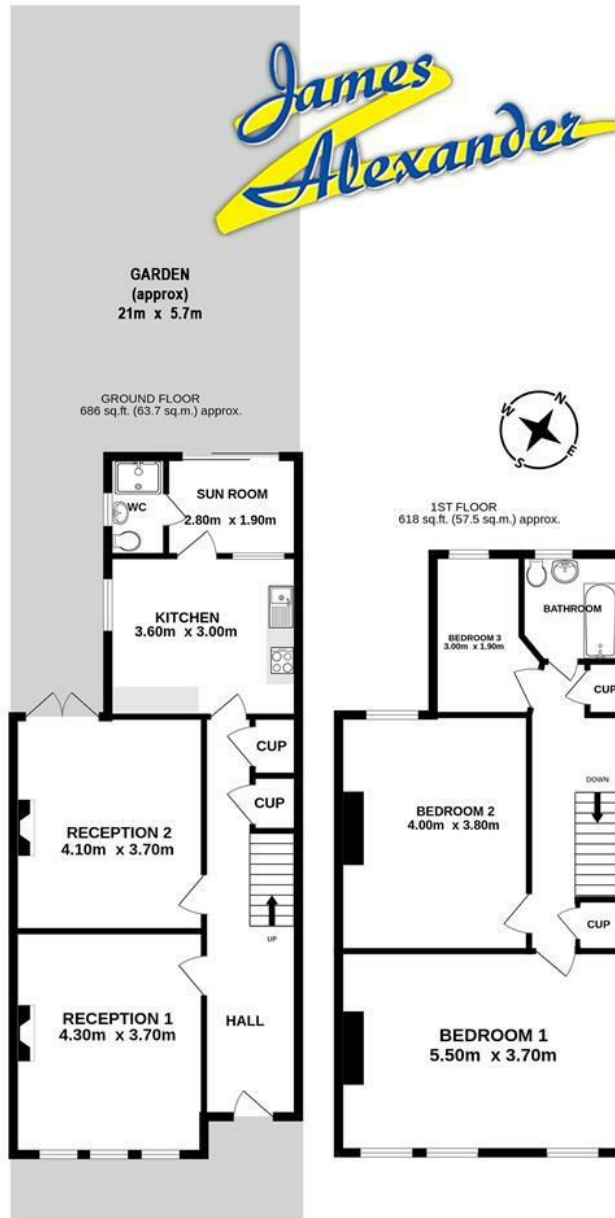 James
Alexander
GARDEN
(approx)
21m x 5.7m
GROUND FLOOR
686 sq.ft. (63.7 sq.m.) approx.
N
W
E
S
WC
SUN ROOM
2.80m x 1.90m
KITCHEN
3.60m x 3.00m
CUP
CUP
RECEPTION 2
4.10m x 3.70m
UP
RECEPTION 1
4.30m x 3.70m
HALL
1ST FLOOR
618 sq.ft. (57.5 sq.m.) approx.
BATHROOM
BEDROOM 3
3.00m x 1.90m
CUP
DOWN
BEDROOM 2
4.00m x 3.80m
CUP
BEDROOM 1
5.50m x 3.70m